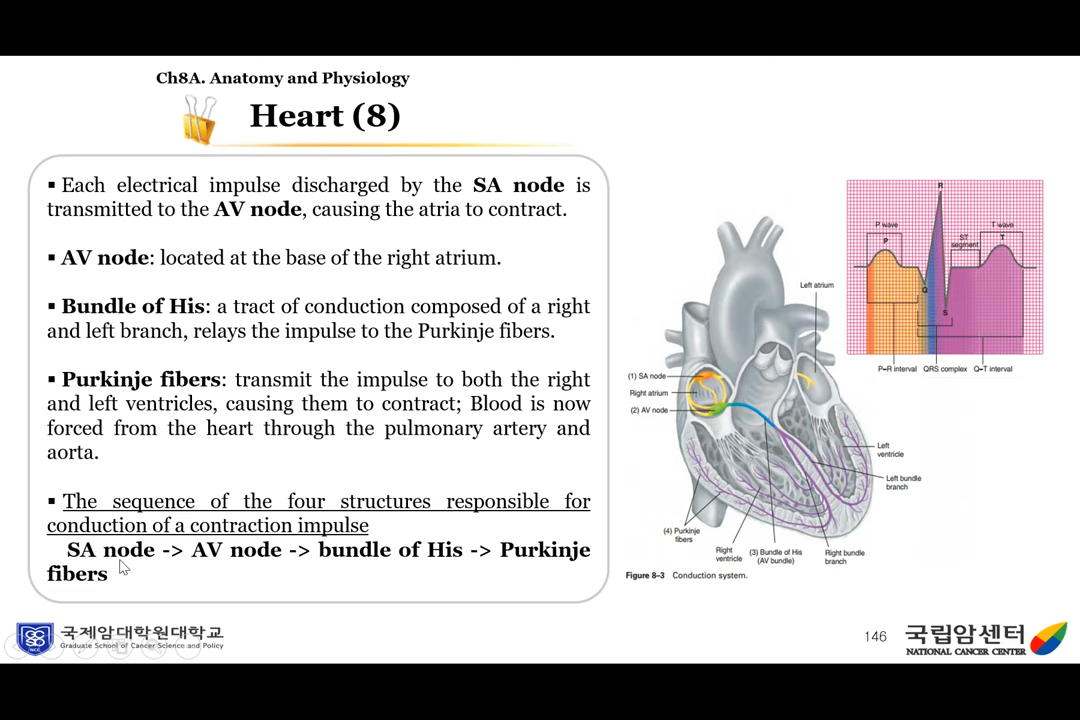 Ch8A. Anatomy and Physiology
Heart (8)
▪ Each electrical impulse discharged by the SA node is
transmitted to the AV node, causing the atria to contract.
▪ AV node: located at the base of the right atrium.
▪ Bundle of His: a tract of conduction composed of a right
and left branch, relays the impulse to the Purkinje fibers.
▪ Purkinje fibers: transmit the impulse to both the right
and left ventricles, causing them to contract; Blood is now
forced from the heart through the pulmonary artery and
aorta.
▪ The sequence of the four structures responsible for
conduction of a contraction impulse
SA node -> AV node -> bundle of His -> Purkinje
fibers
R
P wave
T wave
P
ST
segment
T
Q
S
P–R interval
QRS complex
Q–T interval
Left atrium
(1) SA node
Right atrium
(2) AV node
Left
ventricle
Left bundle
branch
(4) Purkinje
fibers
Right
ventricle
(3) Bundle of His
(AV bundle)
Right bundle
branch
Figure 8-3 Conduction system.
국제암대학원대학교
Graduate School of Cancer Science and Policy
146
국립암센터
NATIONAL CANCER CENTER